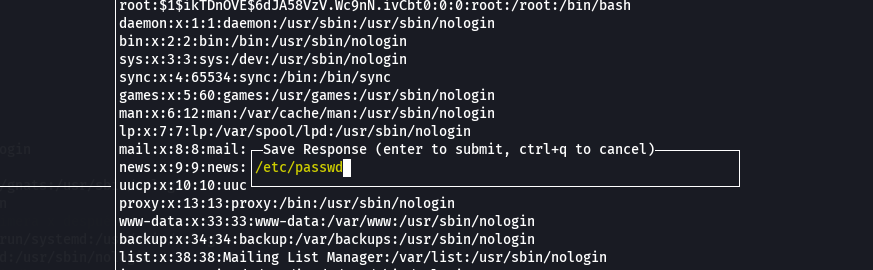 root:$1$ikTDnOVE$6dJA58VzV.Wc9nN.ivCbt0:0:0:root:/root:/bin/bash
daemon:x:1:1:daemon:/usr/sbin:/usr/sbin/nologin
bin:x:2:2:bin:/bin:/usr/sbin/nologin
sys:x:3:3:sys:/dev:/usr/sbin/nologin
sync:x:4:65534:sync:/bin:/bin/sync
games:x:5:60:games:/usr/games:/usr/sbin/nologin
man:x:6:12:man:/var/cache/man:/usr/sbin/nologin
lp:x:7:7:lp:/var/spool/lpd:/usr/sbin/nologin
mail:x:8:8:mail: Save Response (enter to submit, ctrl+q to cancel)
news:x:9:9:news: /etc/passwd
uucp:x:10:10:uuc
proxy:x:13:13:proxy:/bin:/usr/sbin/nologin
www-data:x:33:33:www-data:/var/www:/usr/sbin/nologin
backup:x:34:34:backup:/var/backups:/usr/sbin/nologin
list:x:38:38:Mailing List Manager:/var/list:/usr/sbin/nologin